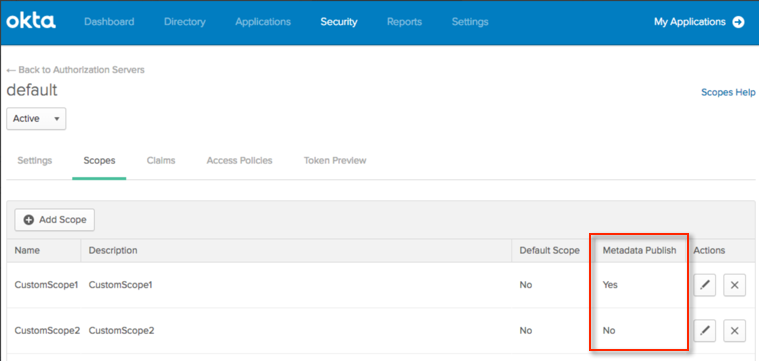 okta Dashboard Directory Applications Security Reports Settings My Applications
← Back to Authorization Servers
default
Scopes Help
Active
Settings Scopes Claims Access Policies Token Preview
Add Scope
Name Description Default Scope Metadata Publish Actions
CustomScope1 CustomScope1 No Yes
CustomScope2 CustomScope2 No No